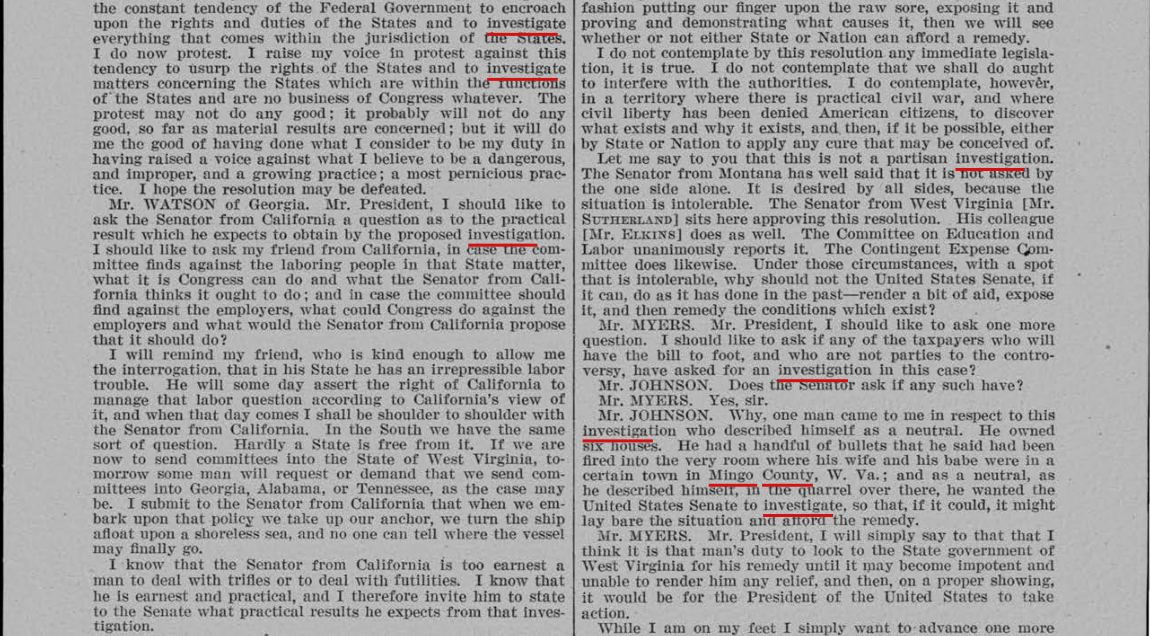 the constant tendency of the Federal Government to encroach
upon the rights and duties of the States and to investigate
everything that comes within the jurisdiction of the States.
I do now protest. I raise my voice in protest against this
tendency to usurp the rights of the States and to investigate
matters concerning the States which are within the functions
of the States and are no business of Congress whatever. The
protest may not do any good; it probably will not do any
good, so far as material results are concerned; but it will do
me the good of having done what I consider to be my duty in
having raised a voice against what I believe to be a dangerous,
and improper, and a growing practice; a most pernicious prac-
tice. I hope the resolution may be defeated.
Mr. WATSON of Georgia. Mr. President, I should like to
ask the Senator from California a question as to the practical
result which he expects to obtain by the proposed investigation.
I should like to ask my friend from California, in case the com-
mittee finds against the laboring people in that State matter,
what it is Congress can do and what the Senator from Cali-
fornia thinks it ought to do; and in case the committee should
find against the employers, what could Congress do against the
employers and what would the Senator from California propose
that it should do?
I will remind my friend, who is kind enough to allow me
the interrogation, that in his State he has an irrepressible labor
trouble. He will some day assert the right of California to
manage that labor question according to California's view of
it, and when that day comes I shall be shoulder to shoulder with
the Senator from California. In the South we have the same
sort of question. Hardly a State is free from it. If we are
now to send committees into the State of West Virginia, to-
morrow some man will request or demand that we send com-
mittees into Georgia, Alabama, or Tennessee, as the case may
be. I submit to the Senator from California that when we em-
bark upon that policy we take up our anchor, we turn the ship
afloat upon a shoreless sea, and no one can tell where the vessel
may finally go.
I know that the Senator from California is too earnest a
man to deal with trifles or to deal with futilities. I know that
he is earnest and practical, and I therefore invite him to state
to the Senate what practical results he expects from that inves-
tigation.
fashion putting our finger upon the raw sore, exposing it and
proving and demonstrating what causes it, then we will see
whether or not either State or Nation can afford a remedy.
I do not contemplate by this resolution any immediate legisla-
tion, it is true. I do not contemplate that we shall do aught
to interfere with the authorities. I do contemplate, however,
in a territory where there is practical civil war, and where
civil liberty has been denied American citizens, to discover
what exists and why it exists, and then, if it be possible, either
by State or Nation to apply any cure that may be conceived of.
Let me say to you that this is not a partisan investigation.
The Senator from Montana has well said that it is not asked by
the one side alone. It is desired by all sides, because the
situation is intolerable. The Senator from West Virginia [Mr.
SUTHERLAND] sits here approving this resolution. His colleague
[Mr. ELKINS] does as well. The Committee on Education and
Labor unanimously reports it. The Contingent Expense Com-
mittee does likewise. Under those circumstances, with a spot
that is intolerable, why should not the United States Senate, if
it can, do as it has done in the past—render a bit of aid, expose
it, and then remedy the conditions which exist?
Mr. MYERS. Mr. President, I should like to ask one more
question. I should like to ask if any of the taxpayers who will
have the bill to foot, and who are not parties to the contro-
versy, have asked for an investigation in this case?
Mr. JOHNSON. Does the Senator ask if any such have?
Mr. MYERS. Yes, sir.
Mr. JOHNSON. Why, one man came to me in respect to this
investigation who described himself as a neutral. He owned
six houses. He had a handful of bullets that he said had been
fired into the very room where his wife and his babe were in a
certain town in Mingo County, W. Va.; and as a neutral, as
he described himself, in the quarrel over there, he wanted the
United States Senate to investigate, so that, if it could, it might
lay bare the situation and afford the remedy.
Mr. MYERS. Mr. President, I will simply say to that that I
think it is that man's duty to look to the State government of
West Virginia for his remedy until it may become impotent and
unable to render him any relief, and then, on a proper showing,
it would be for the President of the United States to take
action.
While I am on my feet I simply want to advance one more